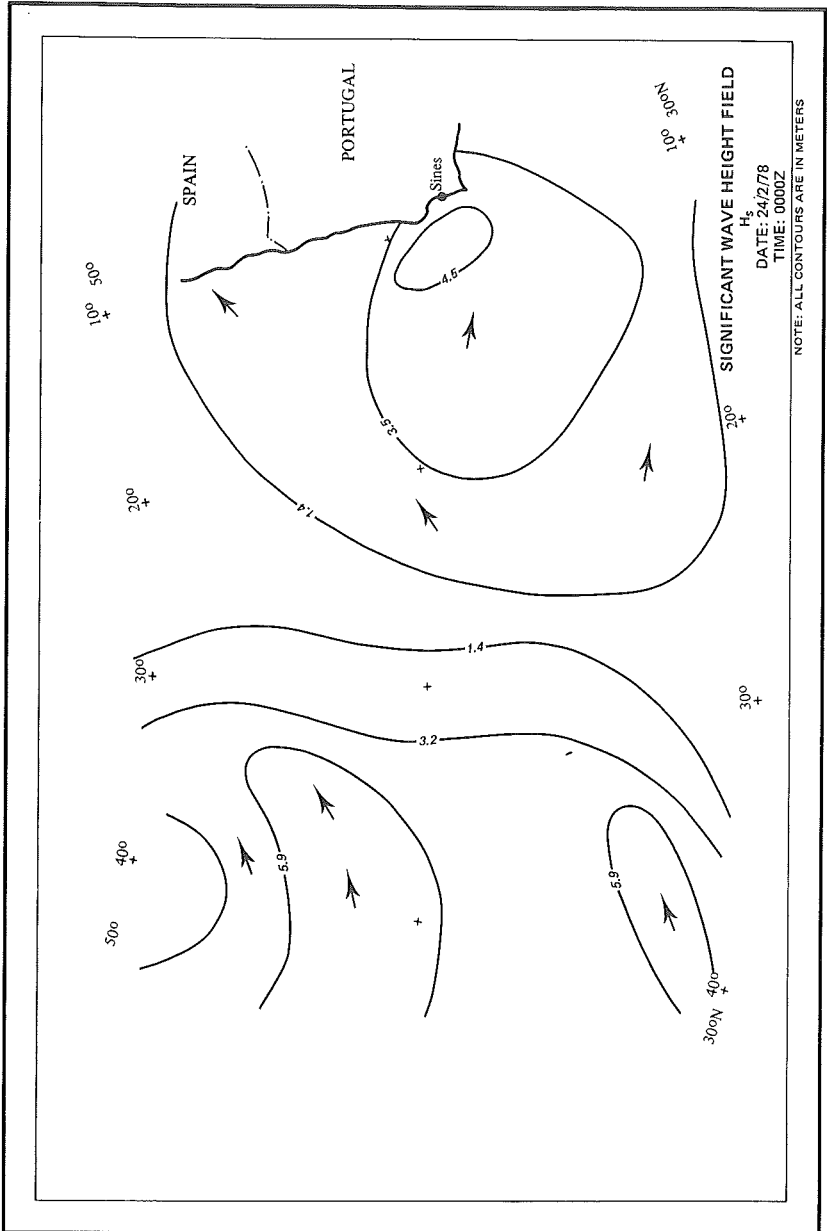 10° 50°
SPAIN
PORTUGAL
Sines
20°
1.4
3.5
4.5
10° 30°N
30°
1.4
3.2
20°
40°
50°
5.9
5.9
30°
30°N 40°
SIGNIFICANT WAVE HEIGHT FIELD
Hs
DATE: 24/2/78
TIME: 0000Z
NOTE: ALL CONTOURS ARE IN METERS